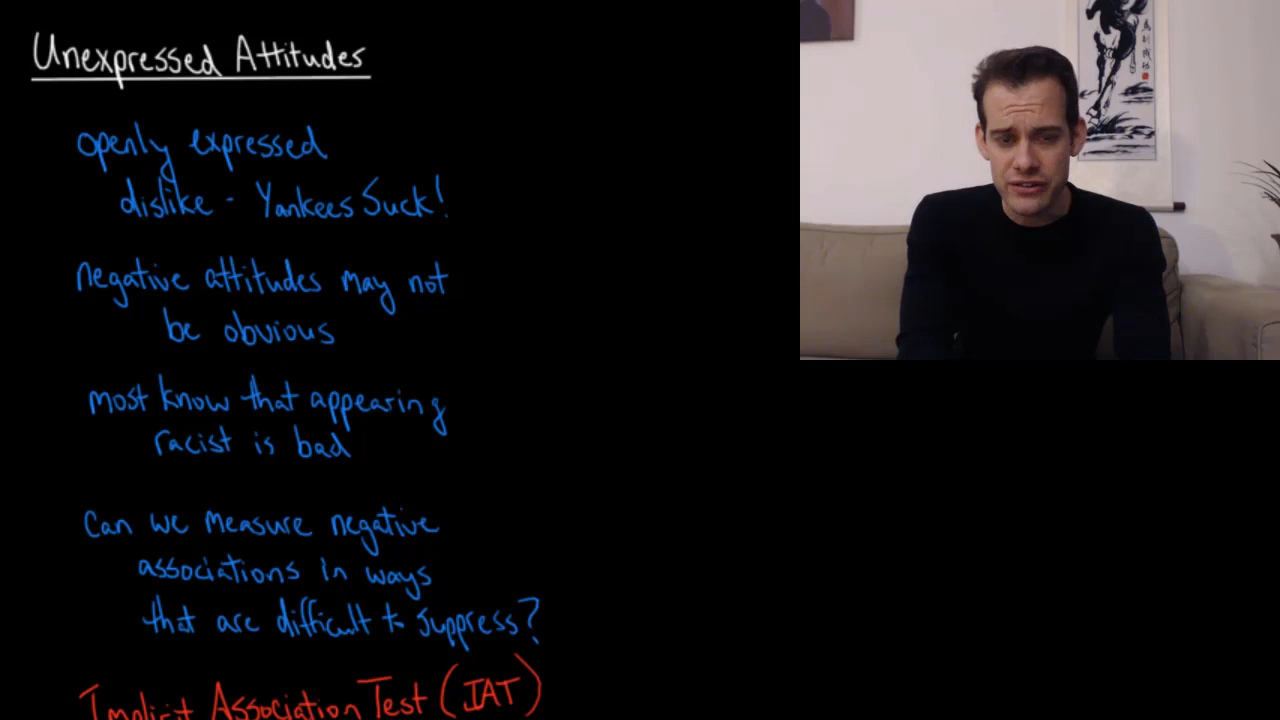 Unexpressed Attitudes
openly expressed
dislike - Yankees Suck!
negative attitudes may not
be obvious
most know that appearing
racist is bad
Can we measure negative
associations in ways
that are difficult to suppress?
Implicit Association Test (IAT)